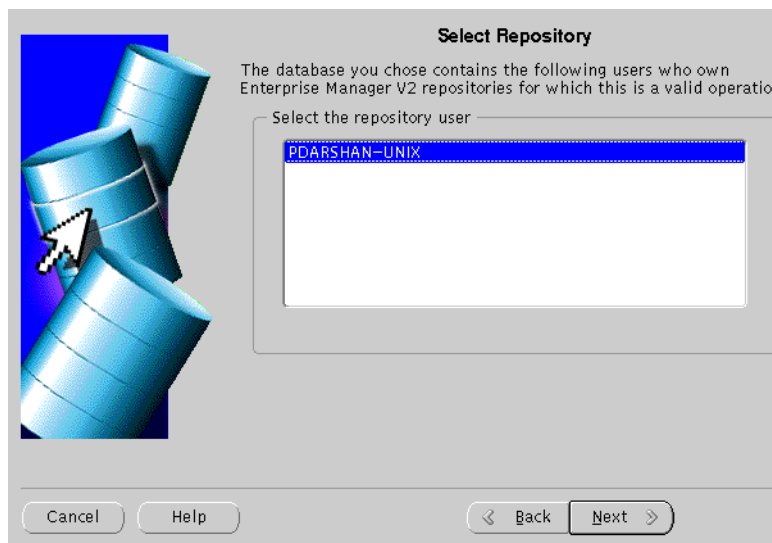 Select Repository
The database you chose contains the following users who own
Enterprise Manager V2 repositories for which this is a valid operatio
Select the repository user
PDARSHAN-UNIX
Cancel
Help
Back
Next